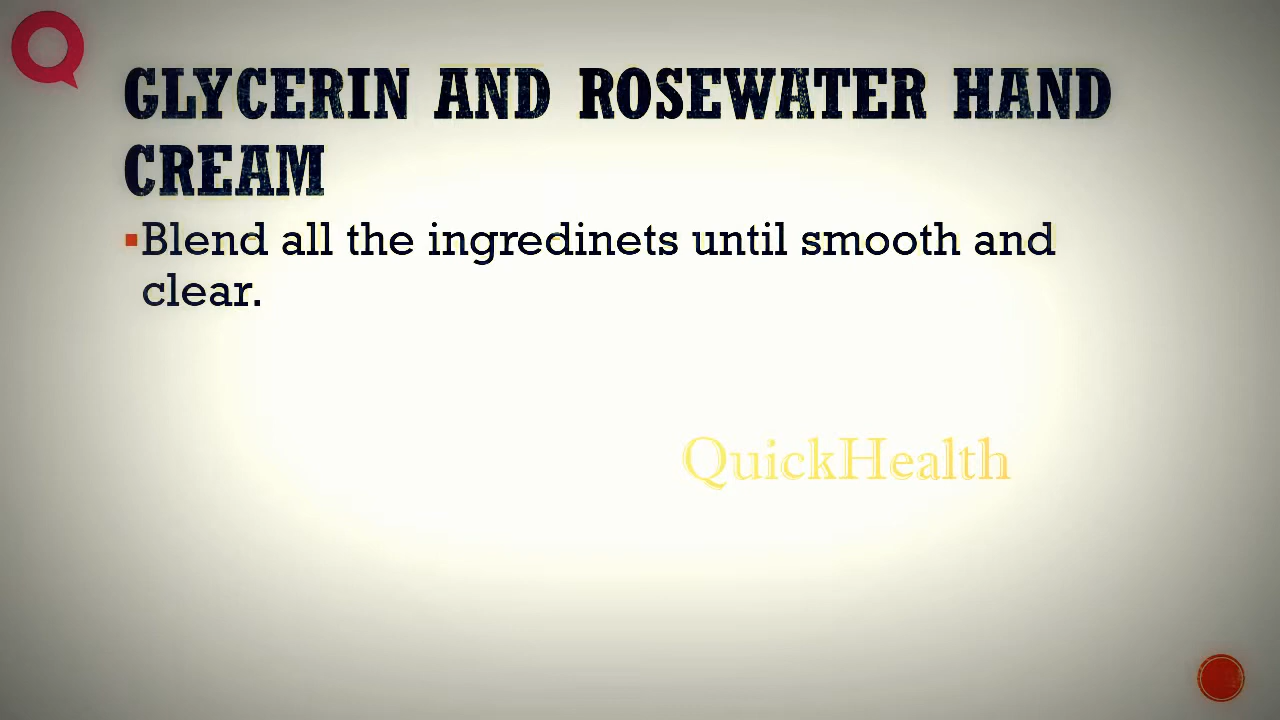 GLYCERIN AND ROSEWATER HAND
CREAM
▪Blend all the ingredinets until smooth and
clear.
QuickHealth